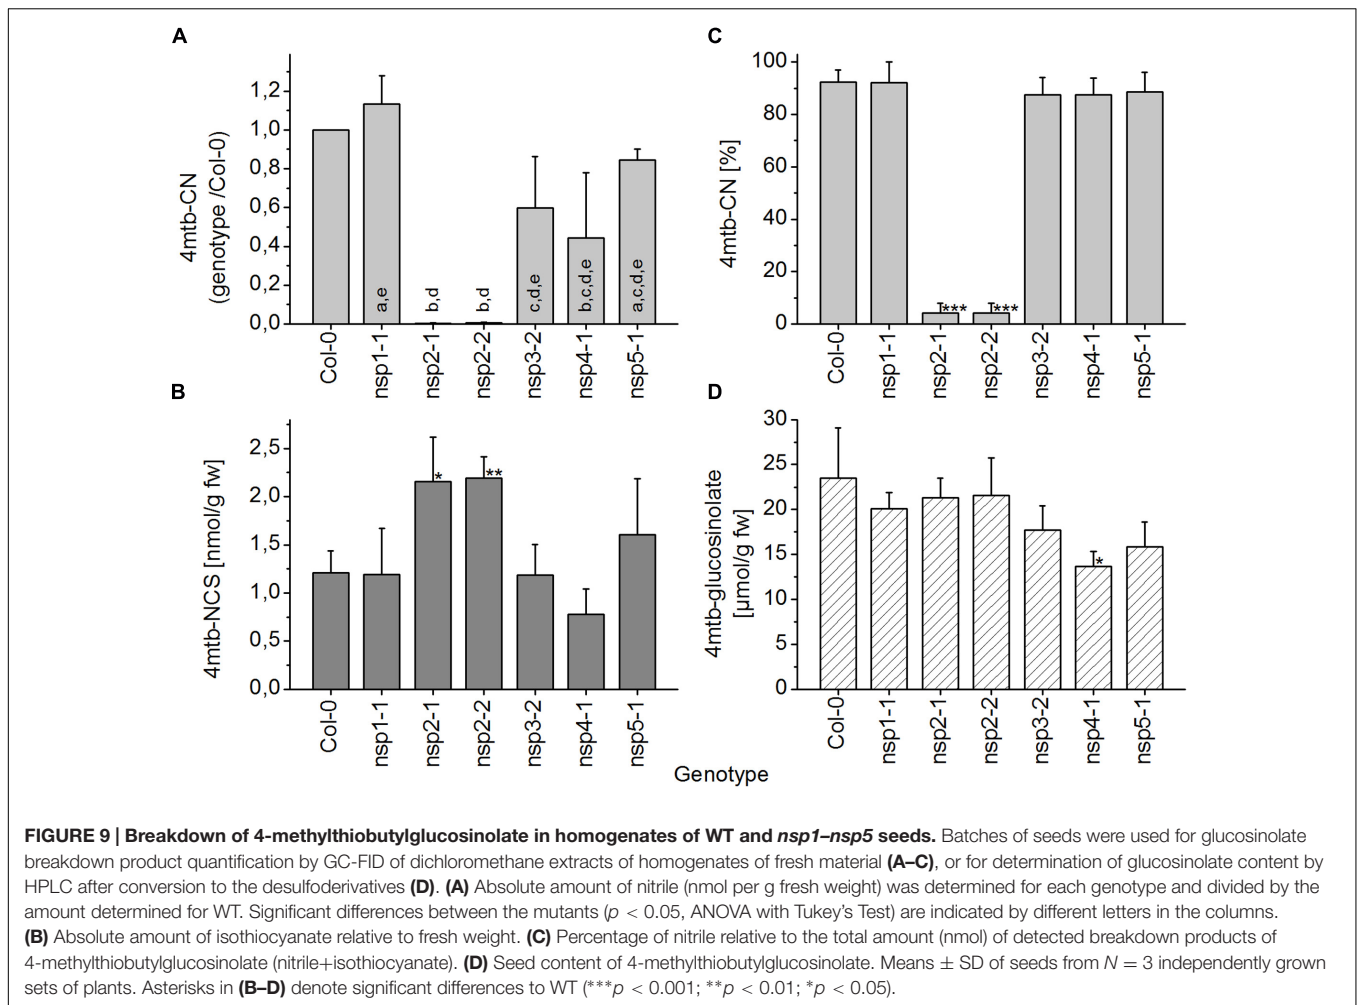 A
4mtb-CN
(genotype /Col-0)
1,2
1,0
0,8
0,6
0,4
0,2
0,0
a,e
b,d
b,d
c,d,e
b,c,d,e
a,c,d,e
Col-0
nsp1-1
nsp2-1
nsp2-2
nsp3-2
nsp4-1
nsp5-1
C
4mtb-CN [%]
100
80
60
40
20
0
***
***
Col-0
nsp1-1
nsp2-1
nsp2-2
nsp3-2
nsp4-1
nsp5-1
B
4mtb-NCS [nmol/g fw]
2,5
2,0
1,5
1,0
0,5
0,0
*
**
Col-0
nsp1-1
nsp2-1
nsp2-2
nsp3-2
nsp4-1
nsp5-1
D
4mtb-glucosinolate
[µmol/g fw]
30
25
20
15
10
5
0
*
Col-0
nsp1-1
nsp2-1
nsp2-2
nsp3-2
nsp4-1
nsp5-1
Genotype
FIGURE 9 | Breakdown of 4-methylthiobutylglucosinolate in homogenates of WT and nsp1–nsp5 seeds. Batches of seeds were used for glucosinolate
breakdown product quantification by GC-FID of dichloromethane extracts of homogenates of fresh material (A–C), or for determination of glucosinolate content by
HPLC after conversion to the desulfoderivatives (D). (A) Absolute amount of nitrile (nmol per g fresh weight) was determined for each genotype and divided by the
amount determined for WT. Significant differences between the mutants (p < 0.05, ANOVA with Tukey's Test) are indicated by different letters in the columns.
(B) Absolute amount of isothiocyanate relative to fresh weight. (C) Percentage of nitrile relative to the total amount (nmol) of detected breakdown products of
4-methylthiobutylglucosinolate (nitrile+isothiocyanate). (D) Seed content of 4-methylthiobutylglucosinolate. Means ± SD of seeds from N = 3 independently grown
sets of plants. Asterisks in (B–D) denote significant differences to WT (***p < 0.001; **p < 0.01; *p < 0.05).